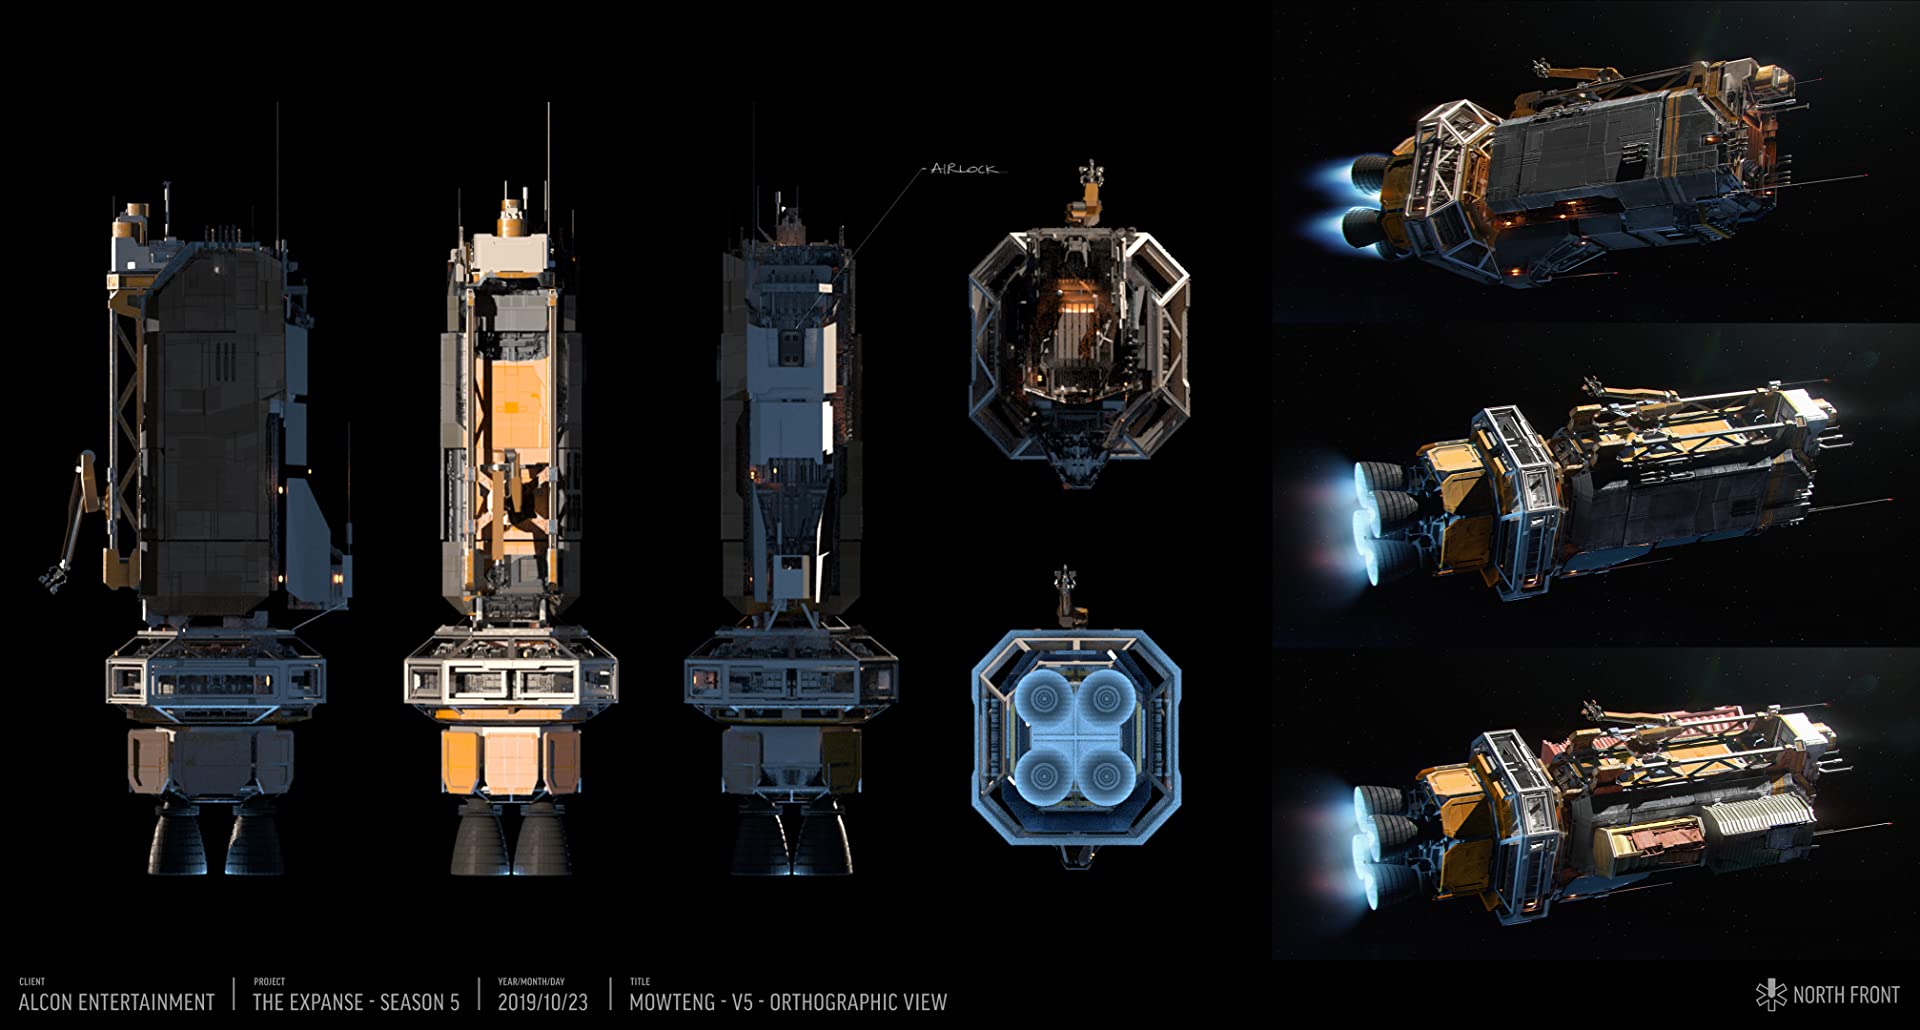 - AIRLOCK
CLIENT
ALCON ENTERTAINMENT
PROJECT
THE EXPANSE - SEASON 5
YEAR/MONTH/DAY
2019/10/23
TITLE
MOWTENG - V5 - ORTHOGRAPHIC VIEW
NORTH FRONT